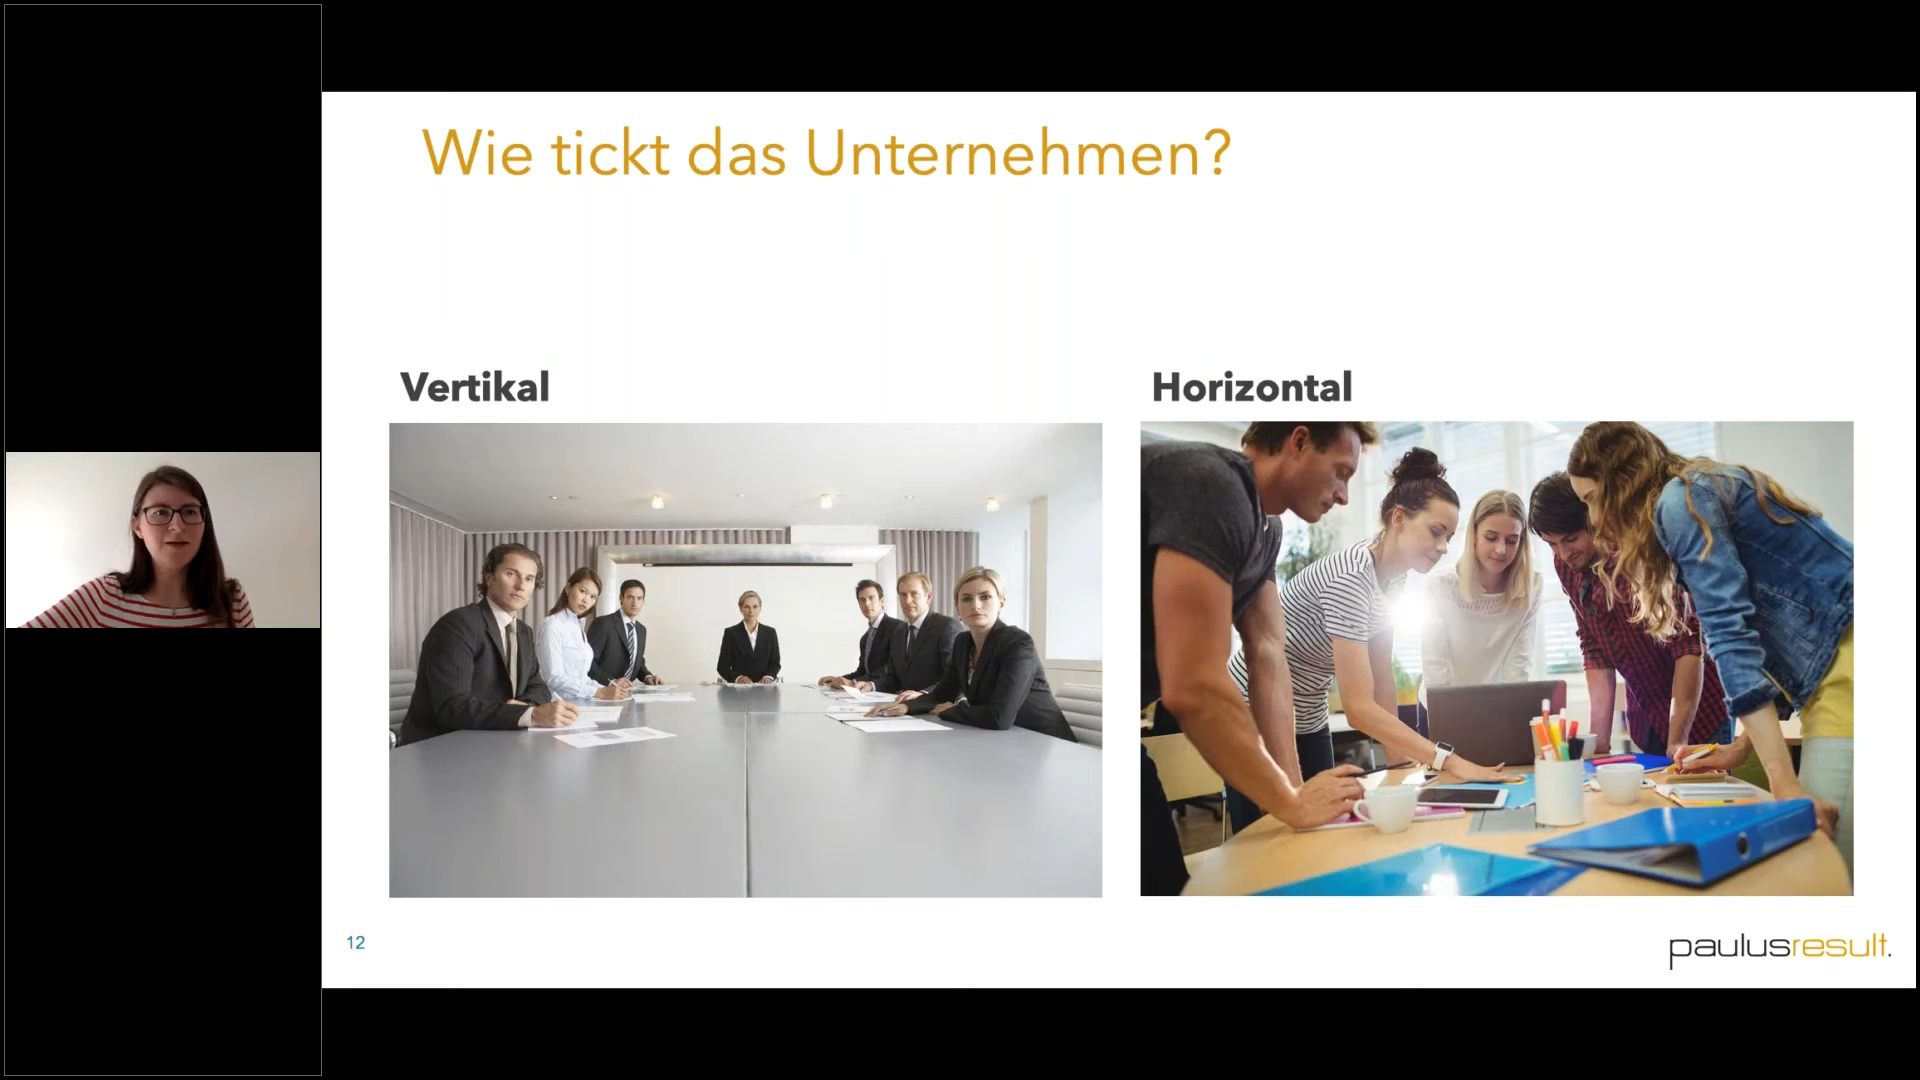 Wie tickt das Unternehmen?
Vertikal
Horizontal
12
paulusresult.